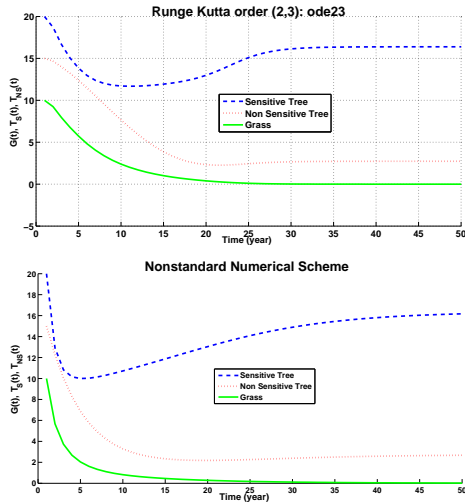 Runge Kutta order (2,3): ode23
G(t), T_S(t), T_NS(t)
20
15
10
5
0
−5
Sensitive Tree
Non Sensitive Tree
Grass
0 5 10 15 20 25 30 35 40 45 50
Time (year)
Nonstandard Numerical Scheme
G(t), T_S(t), T_NS(t)
20
18
16
14
12
10
8
6
4
2
0
Sensitive Tree
Non Sensitive Tree
Grass
0 5 10 15 20 25 30 35 40 45 50
Time (year)